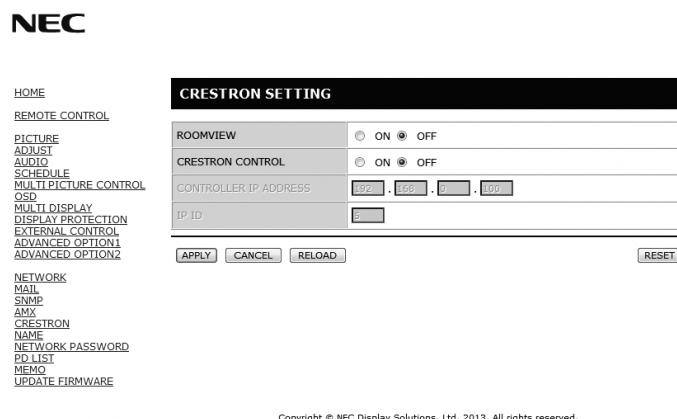 NEC
HOME
REMOTE CONTROL
PICTURE
ADJUST
AUDIO
SCHEDULE
MULTI PICTURE CONTROL
OSD
MULTI DISPLAY
DISPLAY PROTECTION
EXTERNAL CONTROL
ADVANCED OPTION1
ADVANCED OPTION2
NETWORK
MAIL
SNMP
AMX
CRESTRON
NAME
NETWORK PASSWORD
PD LIST
MEMO
UPDATE FIRMWARE
CRESTRON SETTING
ROOMVIEW ON OFF
CRESTRON CONTROL ON OFF
CONTROLLER IP ADDRESS 192 . 168 . 0 . 100
IP ID 5
APPLY CANCEL RELOAD RESET
Copyright © NEC Display Solutions, Ltd. 2013. All rights reserved.